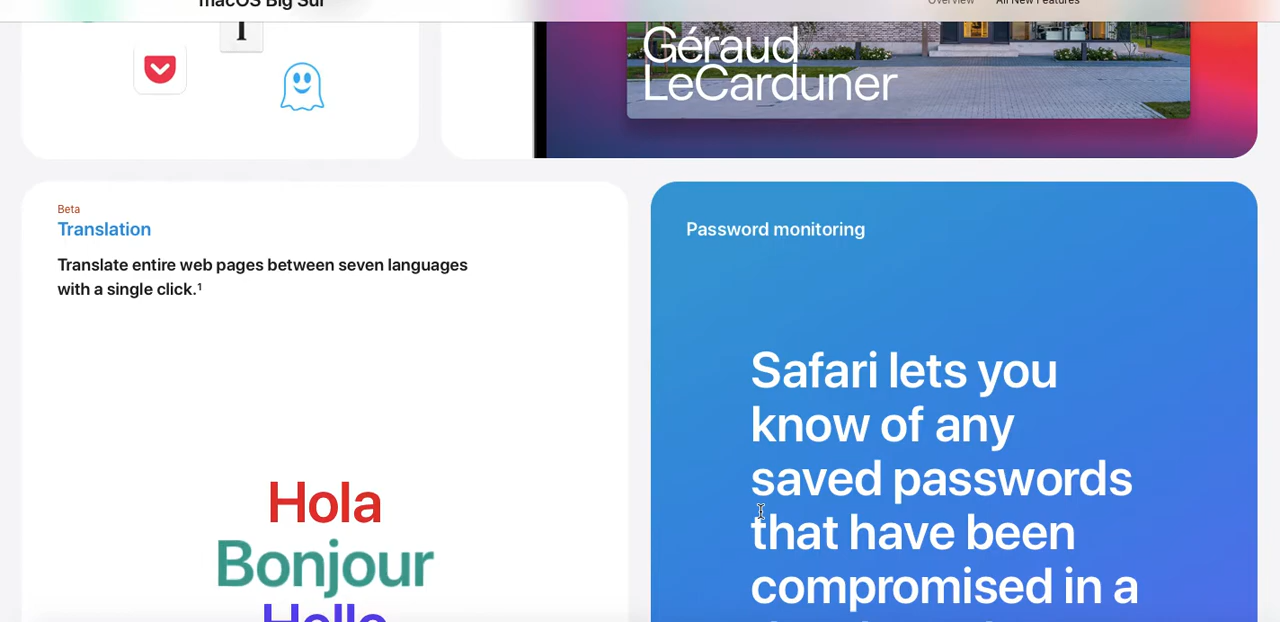 macOS Big Sur
Overview All New Features
Géraud
LeCarduner
Beta
Translation
Translate entire web pages between seven languages
with a single click.¹
Hola
Bonjour
Hello
Password monitoring
Safari lets you
know of any
saved passwords
that have been
compromised in a